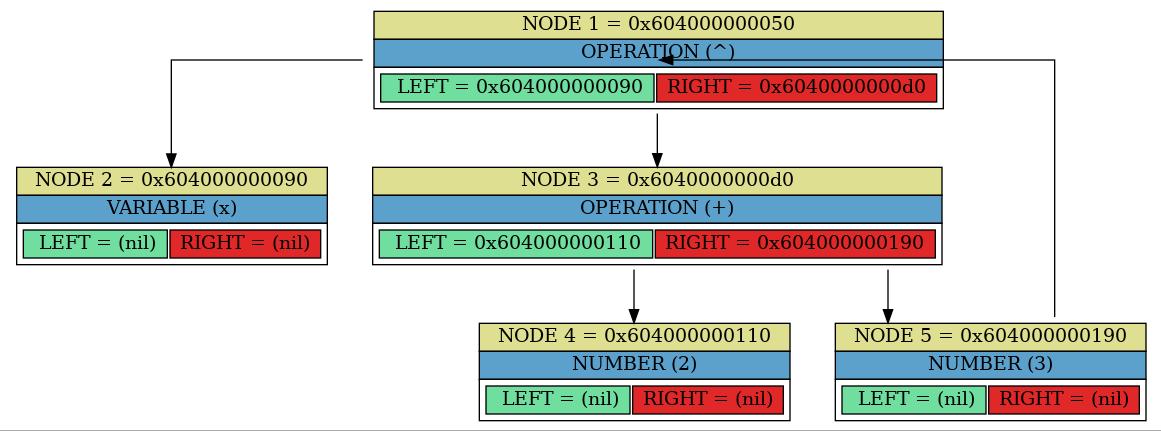 NODE 1 = 0x604000000050
OPERATION (^)
LEFT = 0x604000000090 RIGHT = 0x6040000000d0
NODE 2 = 0x604000000090
VARIABLE (x)
LEFT = (nil) RIGHT = (nil)
NODE 3 = 0x6040000000d0
OPERATION (+)
LEFT = 0x604000000110 RIGHT = 0x604000000190
NODE 4 = 0x604000000110
NUMBER (2)
LEFT = (nil) RIGHT = (nil)
NODE 5 = 0x604000000190
NUMBER (3)
LEFT = (nil) RIGHT = (nil)